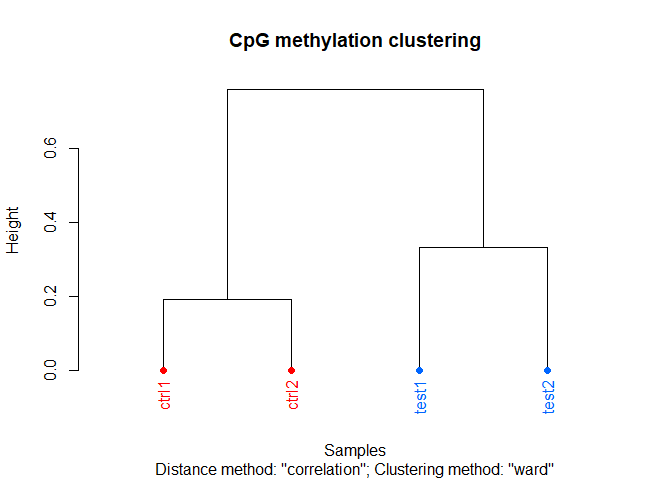 CpG methylation clustering
Height
0.6
0.4
0.2
0.0
ctrl1
ctrl2
test1
test2
Samples
Distance method: "correlation"; Clustering method: "ward"